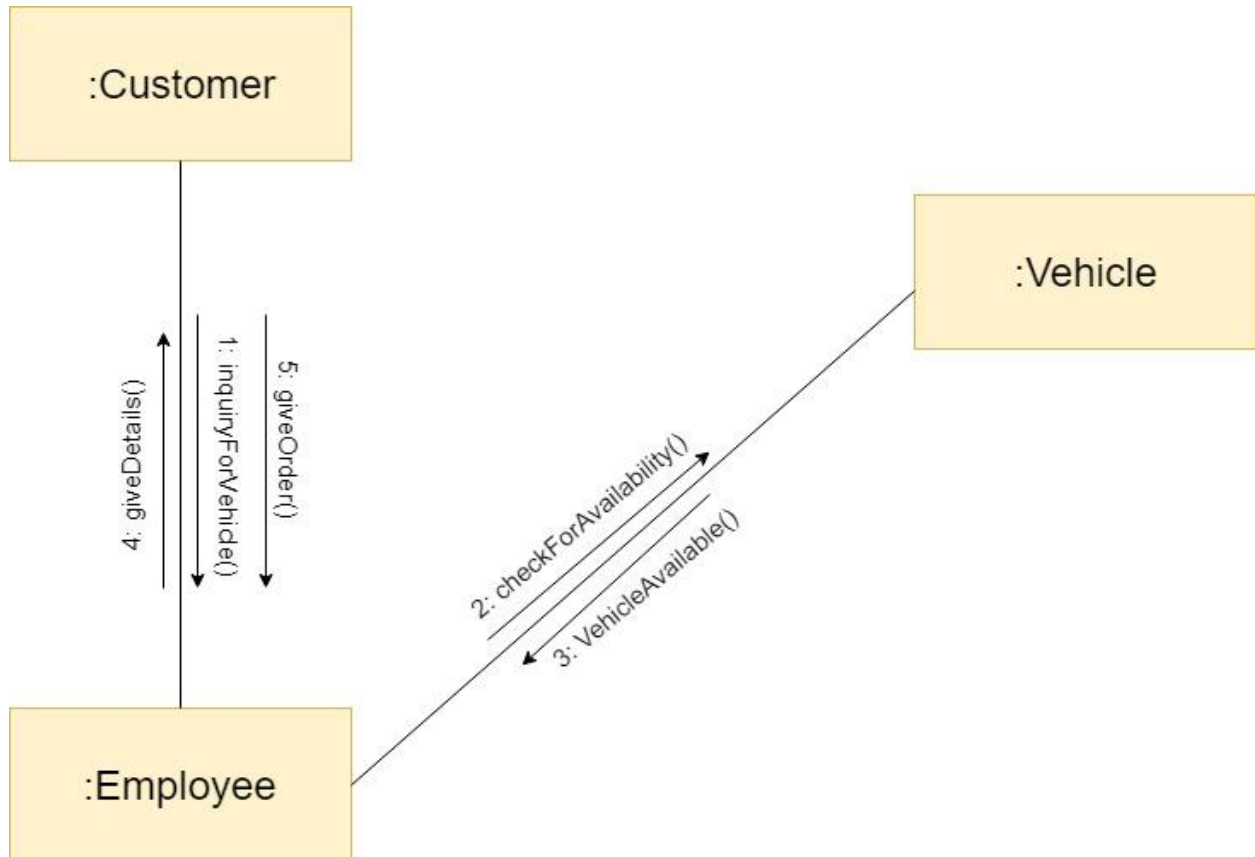 :Customer
:Vehicle
4: giveDetails()
1: inquiryForVehicle()
5: giveOrder()
2: checkForAvailability()
3: VehicleAvailable()
:Employee